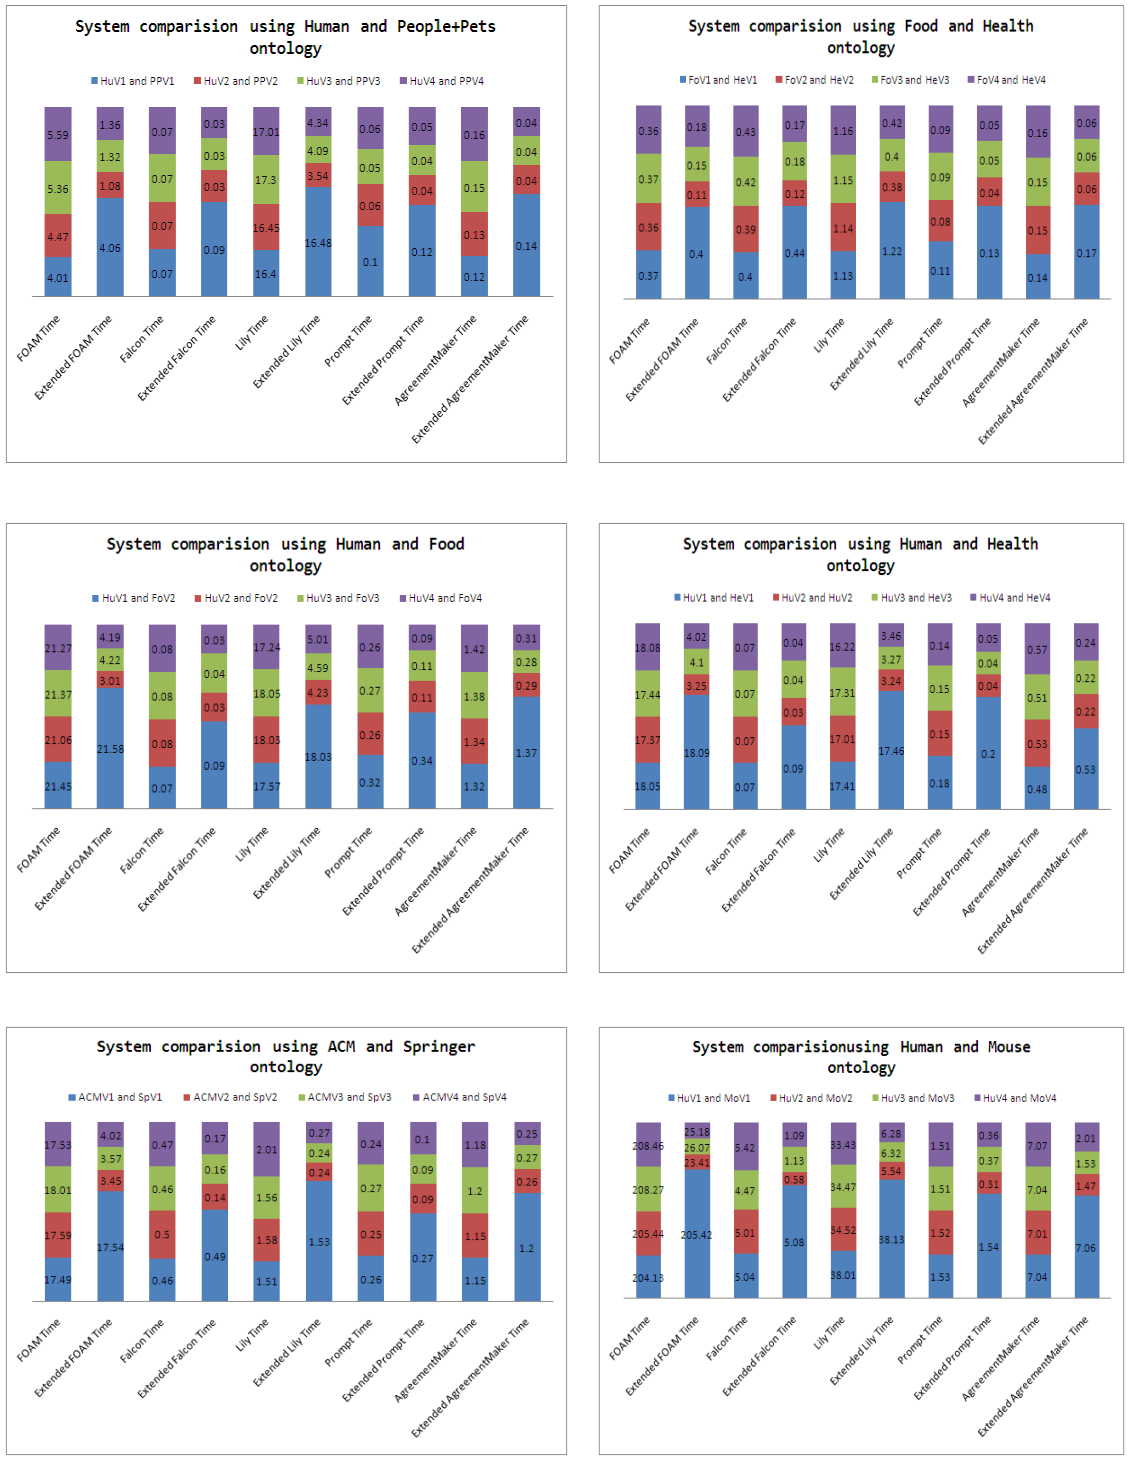 System comparision using Human and People+Pets
ontology
HuV1 and PPV1 HuV2 and PPV2 HuV3 and PPV3 HuV4 and PPV4
5.59 1.36 0.07 0.03 17.01 4.34 0.06 0.05 0.16 0.04
5.36 1.32 0.07 0.03 17.3 4.09 0.05 0.04 0.15 0.04
4.47 1.08 0.07 0.03 16.45 3.54 0.06 0.04 0.13 0.04
4.01 4.06 0.07 0.09 16.4 16.48 0.1 0.12 0.12 0.14
FOAM Time
Extended FOAM Time
Falcon Time
Extended Falcon Time
Lily Time
Extended Lily Time
Prompt Time
Extended Prompt Time
AgreementMaker Time
Extended AgreementMaker Time
System comparision using Food and Health
ontology
FoV1 and HeV1 FoV2 and HeV2 FoV3 and HeV3 FoV4 and HeV4
0.36 0.18 0.43 0.17 1.16 0.42 0.09 0.05 0.16 0.06
0.37 0.15 0.42 0.18 1.15 0.4 0.09 0.05 0.15 0.06
0.36 0.11 0.39 0.12 1.14 0.38 0.08 0.04 0.15 0.06
0.37 0.4 0.4 0.44 1.13 1.22 0.11 0.13 0.14 0.17
FOAM Time
Extended FOAM Time
Falcon Time
Extended Falcon Time
Lily Time
Extended Lily Time
Prompt Time
Extended Prompt Time
AgreementMaker Time
Extended AgreementMaker Time
System comparision using Human and Food
ontology
HuV1 and FoV2 HuV2 and FoV2 HuV3 and FoV3 HuV4 and FoV4
21.27 4.19 0.08 0.03 17.24 5.01 0.26 0.09 1.42 0.31
21.37 4.22 0.08 0.04 18.05 4.59 0.27 0.11 1.38 0.28
21.06 3.01 0.08 0.03 18.03 4.23 0.26 0.11 1.34 0.29
21.45 21.58 0.07 0.09 17.57 18.03 0.32 0.34 1.32 1.37
FOAM Time
Extended FOAM Time
Falcon Time
Extended Falcon Time
Lily Time
Extended Lily Time
Prompt Time
Extended Prompt Time
AgreementMaker Time
Extended AgreementMaker Time
System comparision using Human and Health
ontology
HuV1 and HeV1 HuV2 and HuV2 HuV3 and HeV3 HuV4 and HeV4
18.08 4.02 0.07 0.04 16.22 3.46 0.14 0.05 0.57 0.24
17.44 4.1 0.07 0.04 17.31 3.27 0.15 0.04 0.51 0.22
17.37 3.25 0.07 0.03 17.01 3.24 0.15 0.04 0.53 0.22
18.05 18.09 0.07 0.09 17.41 17.46 0.18 0.2 0.48 0.53
FOAM Time
Extended FOAM Time
Falcon Time
Extended Falcon Time
Lily Time
Extended Lily Time
Prompt Time
Extended Prompt Time
AgreementMaker Time
Extended AgreementMaker Time
System comparision using ACM and Springer
ontology
ACMV1 and SpV1 ACMV2 and SpV2 ACMV3 and SpV3 ACMV4 and SpV4
17.53 4.02 0.47 0.17 2.01 0.27 0.24 0.1 1.18 0.25
18.01 3.57 0.46 0.16 1.56 0.24 0.27 0.09 1.2 0.27
17.59 3.45 0.5 0.14 1.58 0.24 0.25 0.09 1.15 0.26
17.49 17.54 0.46 0.49 1.51 1.53 0.26 0.27 1.15 1.2
FOAM Time
Extended FOAM Time
Falcon Time
Extended Falcon Time
Lily Time
Extended Lily Time
Prompt Time
Extended Prompt Time
AgreementMaker Time
Extended AgreementMaker Time
System comparisionusing Human and Mouse
ontology
HuV1 and MoV1 HuV2 and MoV2 HuV3 and MoV3 HuV4 and MoV4
208.46 25.18 5.42 1.09 33.43 6.28 1.51 0.36 7.07 2.01
208.27 26.07 4.47 1.13 34.47 6.32 1.51 0.37 7.04 1.53
205.44 23.41 5.01 0.58 34.52 5.54 1.52 0.31 7.01 1.47
204.13 205.42 5.04 5.08 38.01 38.13 1.53 1.54 7.04 7.06
FOAM Time
Extended FOAM Time
Falcon Time
Extended Falcon Time
Lily Time
Extended Lily Time
Prompt Time
Extended Prompt Time
AgreementMaker Time
Extended AgreementMaker Time